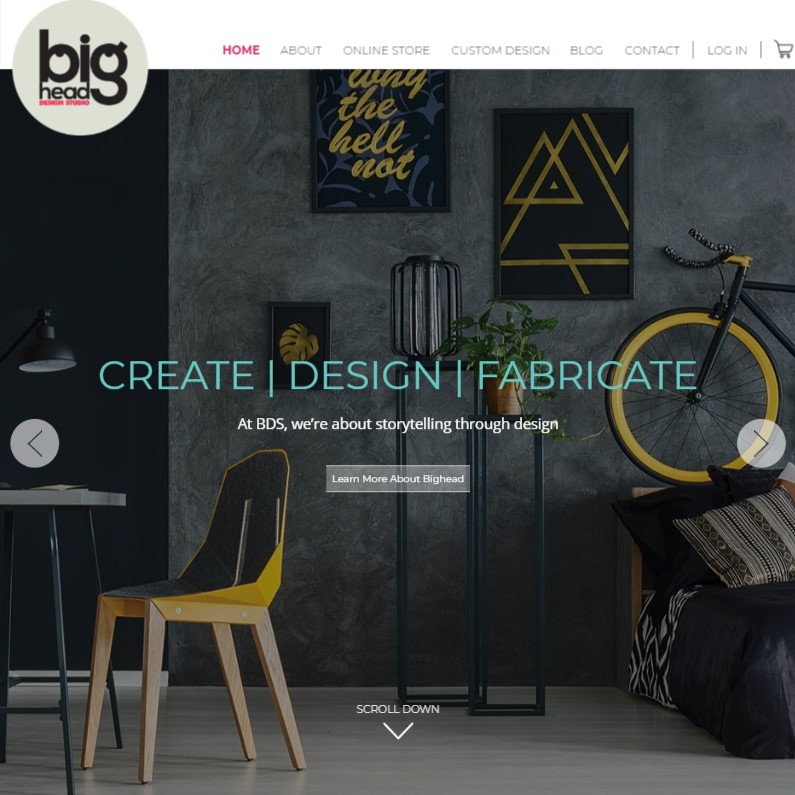 big
head
DESIGN STUDIO
HOME
ABOUT
ONLINE STORE
CUSTOM DESIGN
BLOG
CONTACT
LOG IN
why
the
hell
not
CREATE | DESIGN | FABRICATE
At BDS, we're about storytelling through design
Learn More About Bighead
SCROLL DOWN